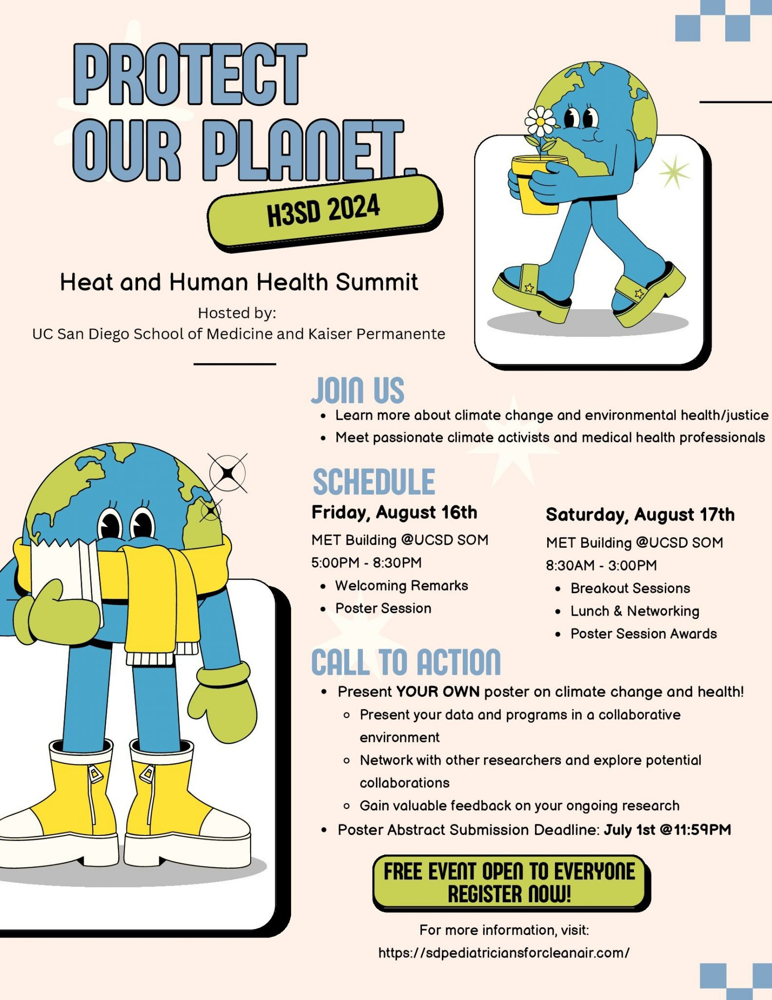 PROTECT
OUR PLANET.
H3SD 2024
Heat and Human Health Summit
Hosted by:
UC San Diego School of Medicine and Kaiser Permanente
JOIN US
• Learn more about climate change and environmental health/justice
• Meet passionate climate activists and medical health professionals
SCHEDULE
Friday, August 16th
MET Building @UCSD SOM
5:00PM - 8:30PM
• Welcoming Remarks
• Poster Session
Saturday, August 17th
MET Building @UCSD SOM
8:30AM - 3:00PM
• Breakout Sessions
• Lunch & Networking
• Poster Session Awards
CALL TO ACTION
• Present YOUR OWN poster on climate change and health!
◦ Present your data and programs in a collaborative
environment
◦ Network with other researchers and explore potential
collaborations
◦ Gain valuable feedback on your ongoing research
• Poster Abstract Submission Deadline: July 1st @11:59PM
FREE EVENT OPEN TO EVERYONE
REGISTER NOW!
For more information, visit:
https://sdpediatriciansforcleanair.com/